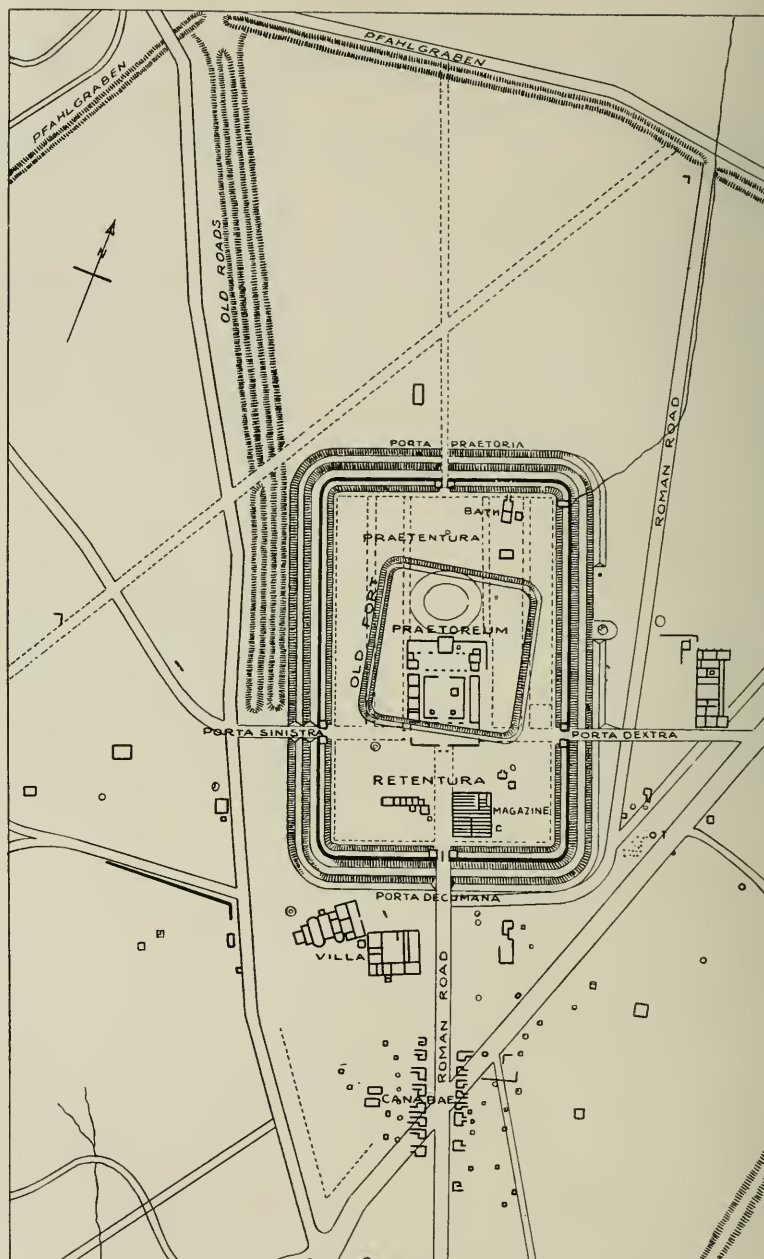 PFAHLGRABEN
PFAHLGRABEN
OLD ROADS
N
ROMAN ROAD
PORTA PRAETORIA
BATH
PRAETENTURA
OLD FORT
PRAETORIUM
PORTA SINISTRA
PORTA DEXTRA
RETENTURA
MAGAZINE
PORTA DECUMANA
VILLA
ROMAN ROAD
CANABAE